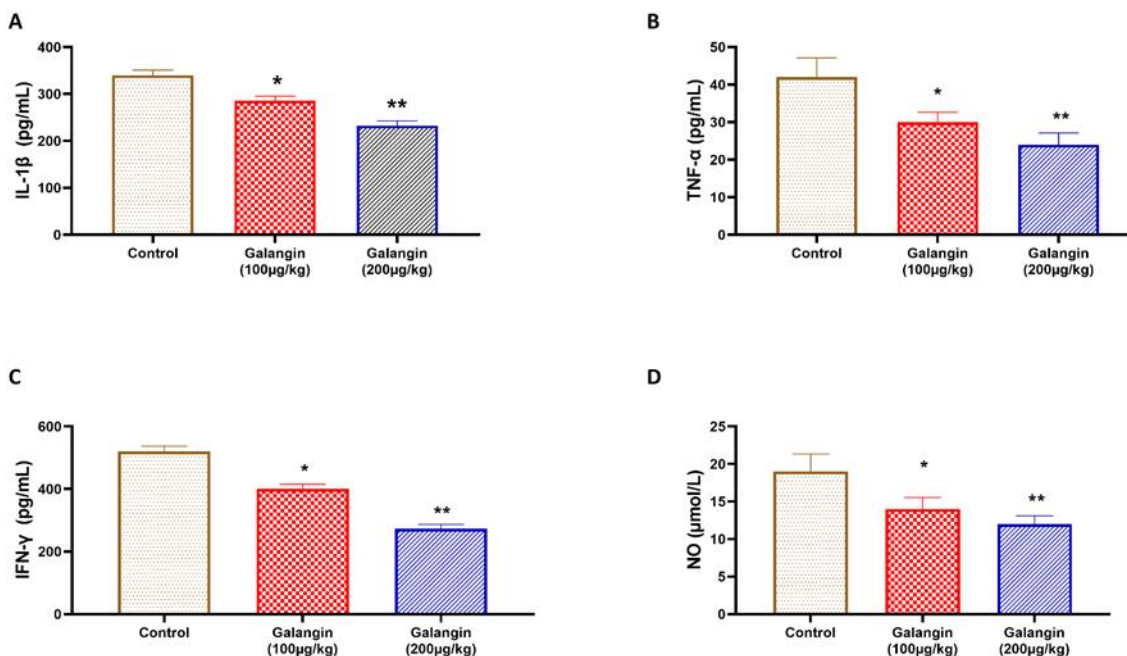 A
IL-1β (pg/mL)
400
300
200
100
0
*
**
Control
Galangin
(100μg/kg)
Galangin
(200μg/kg)
B
TNF-α (pg/mL)
50
40
30
20
10
0
*
**
Control
Galangin
(100μg/kg)
Galangin
(200μg/kg)
C
IFN-γ (pg/mL)
600
400
200
0
*
**
Control
Galangin
(100μg/kg)
Galangin
(200μg/kg)
D
NO (μmol/L)
25
20
15
10
5
0
*
**
Control
Galangin
(100μg/kg)
Galangin
(200μg/kg)